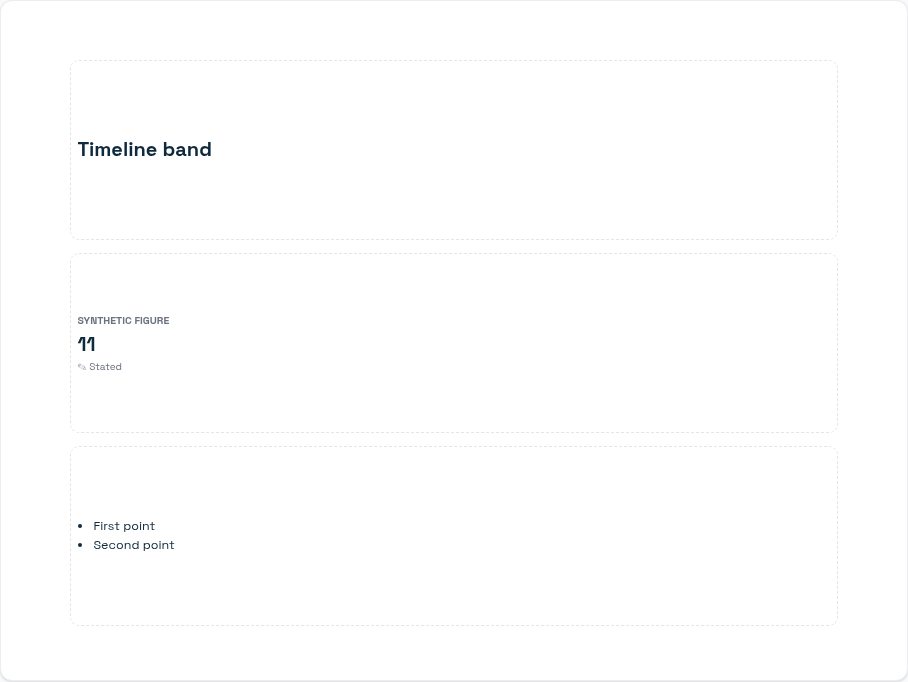 Timeline band
SYNTHETIC FIGURE
11
Stated
First point
Second point